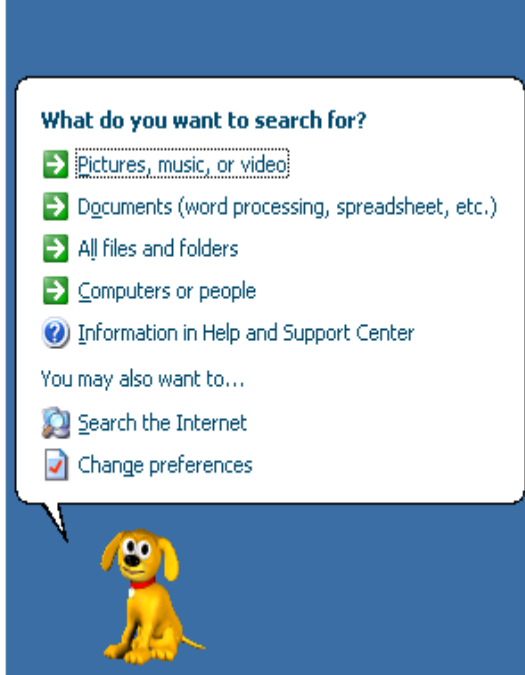 What do you want to search for?
Pictures, music, or video
Documents (word processing, spreadsheet, etc.)
All files and folders
Computers or people
Information in Help and Support Center
You may also want to...
Search the Internet
Change preferences